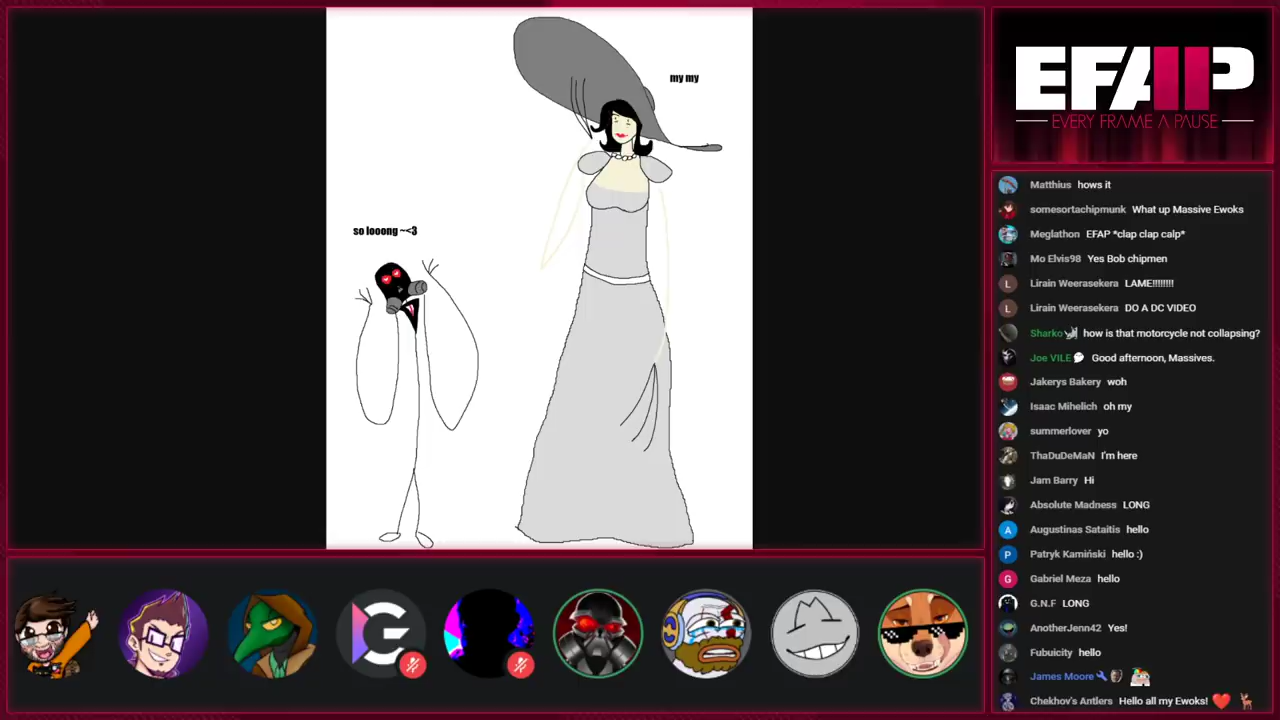 my my
so looong ~<3
EFAP
EVERY FRAME A PAUSE
Matthius hows it
somesortachipmunk What up Massive Ewoks
Meglathon EFAP *clap clap calp*
Mo Elvis98 Yes Bob chipmen
L Lirain Weerasekera LAME!!!!!!!!
L Lirain Weerasekera DO A DC VIDEO
Sharko how is that motorcycle not collapsing?
Joe VILE Good afternoon, Massives.
Jakerys Bakery woh
Isaac Mihelich oh my
summerlover yo
ThaDuDeMaN I'm here
Jam Barry Hi
Absolute Madness LONG
A Augustinas Sataitis hello
P Patryk Kamiński hello :)
G Gabriel Meza hello
G.N.F LONG
AnotherJenn42 Yes!
Fubuicity hello
James Moore
Chekhov's Antlers Hello all my Ewoks!